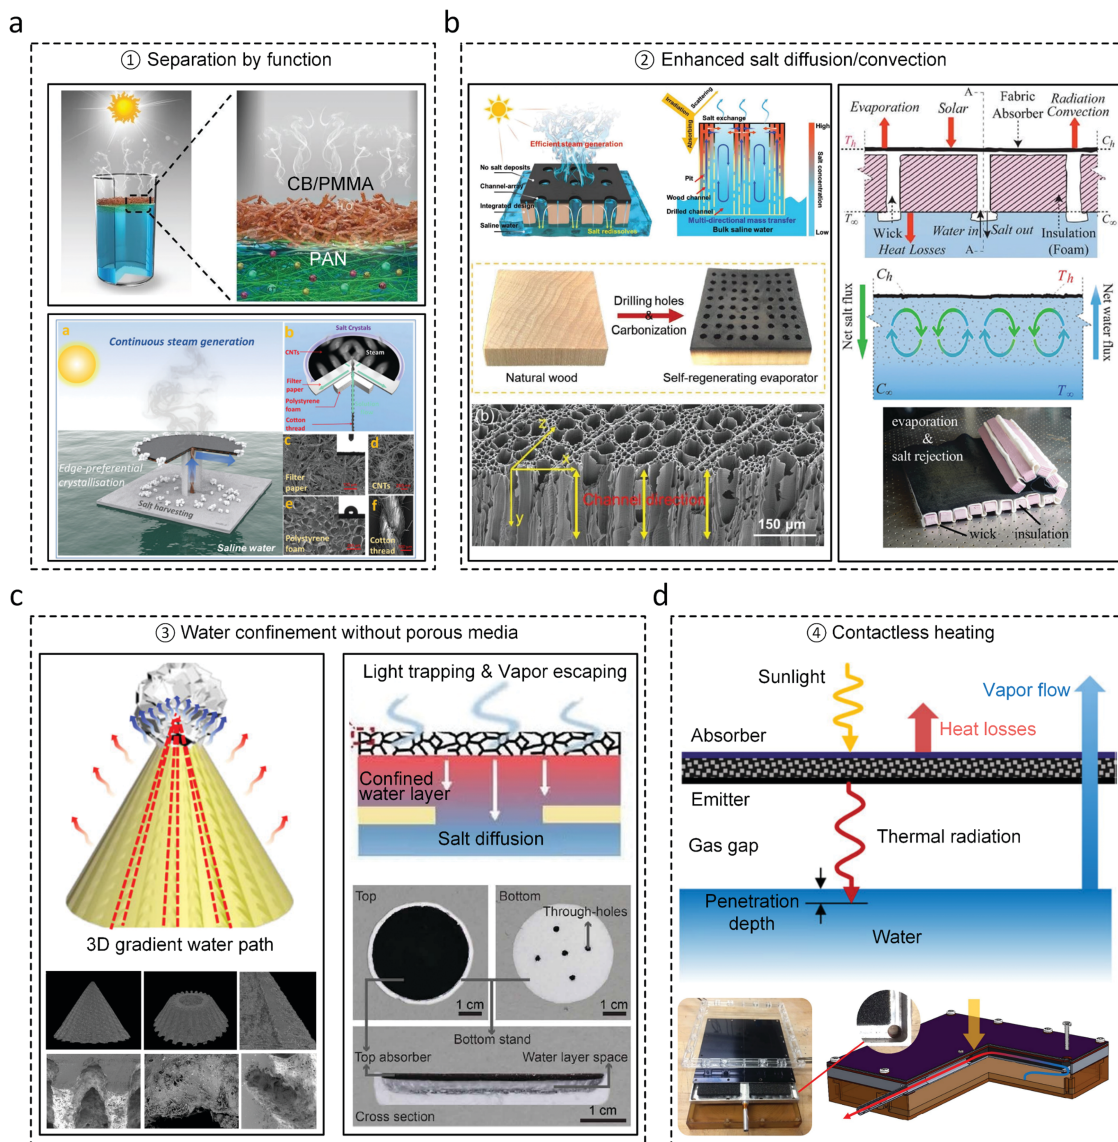 a
① Separation by function
CB/PMMA
H₂O
PAN
a
Continuous steam generation
Edge-preferential
crystallisation
Salt harvesting
Saline water
b
Salt Crystals
CNTs
Steam
Filter
paper
Polystyrene
foam
Cotton
thread
c
Filter
paper
d
CNTs
e
Polystyrene
foam
f
Cotton
thread
b
② Enhanced salt diffusion/convection
Efficient steam generation
No salt deposits
Channel-array
Integrated design
Saline water
Salt redissolves
Irradiation
Scattering
Absorbing
Salt exchange
Pit
Wood channel
Drilled channel
Multi-directional mass transfer
Bulk saline water
High
Salt concentration
Low
Drilling holes
&
Carbonization
Natural wood
Self-regenerating evaporator
(b)
z
x
y
Channel direction
150 µm
A
Evaporation
Solar
Fabric
Absorber
Radiation
Convection
Tₕ
Cₕ
T∞
C∞
Wick
Water in
Salt out
Insulation
(Foam)
Heat Losses
A
Cₕ
Tₕ
Net salt flux
Net water flux
C∞
T∞
evaporation
&
salt rejection
wick
insulation
c
③ Water confinement without porous media
3D gradient water path
Light trapping & Vapor escaping
Confined
water layer
Salt diffusion
Top
Bottom
Through-holes
1 cm
1 cm
Bottom stand
Top absorber
Water layer space
Cross section
1 cm
d
④ Contactless heating
Sunlight
Vapor flow
Heat losses
Absorber
Emitter
Gas gap
Thermal radiation
Penetration
depth
Water